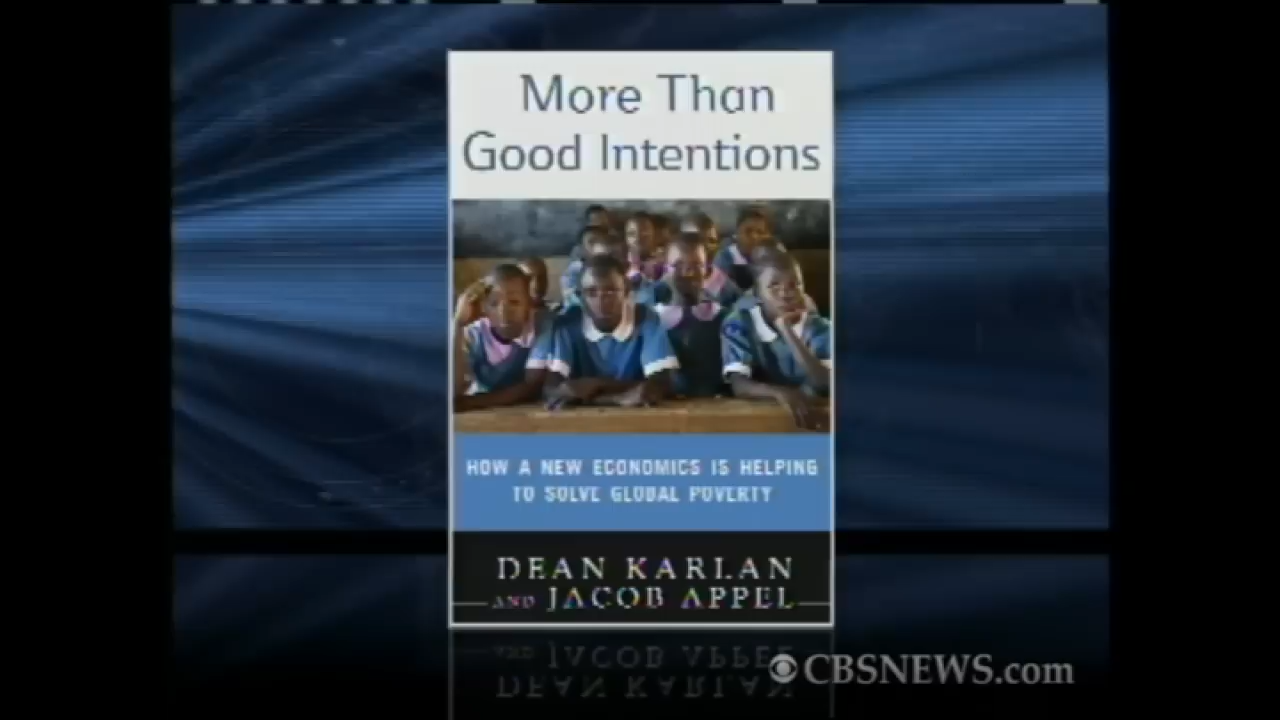 More Than
Good Intentions
HOW A NEW ECONOMICS IS HELPING
TO SOLVE GLOBAL POVERTY
DEAN KARLAN
AND JACOB APPEL
CBSNEWS.com